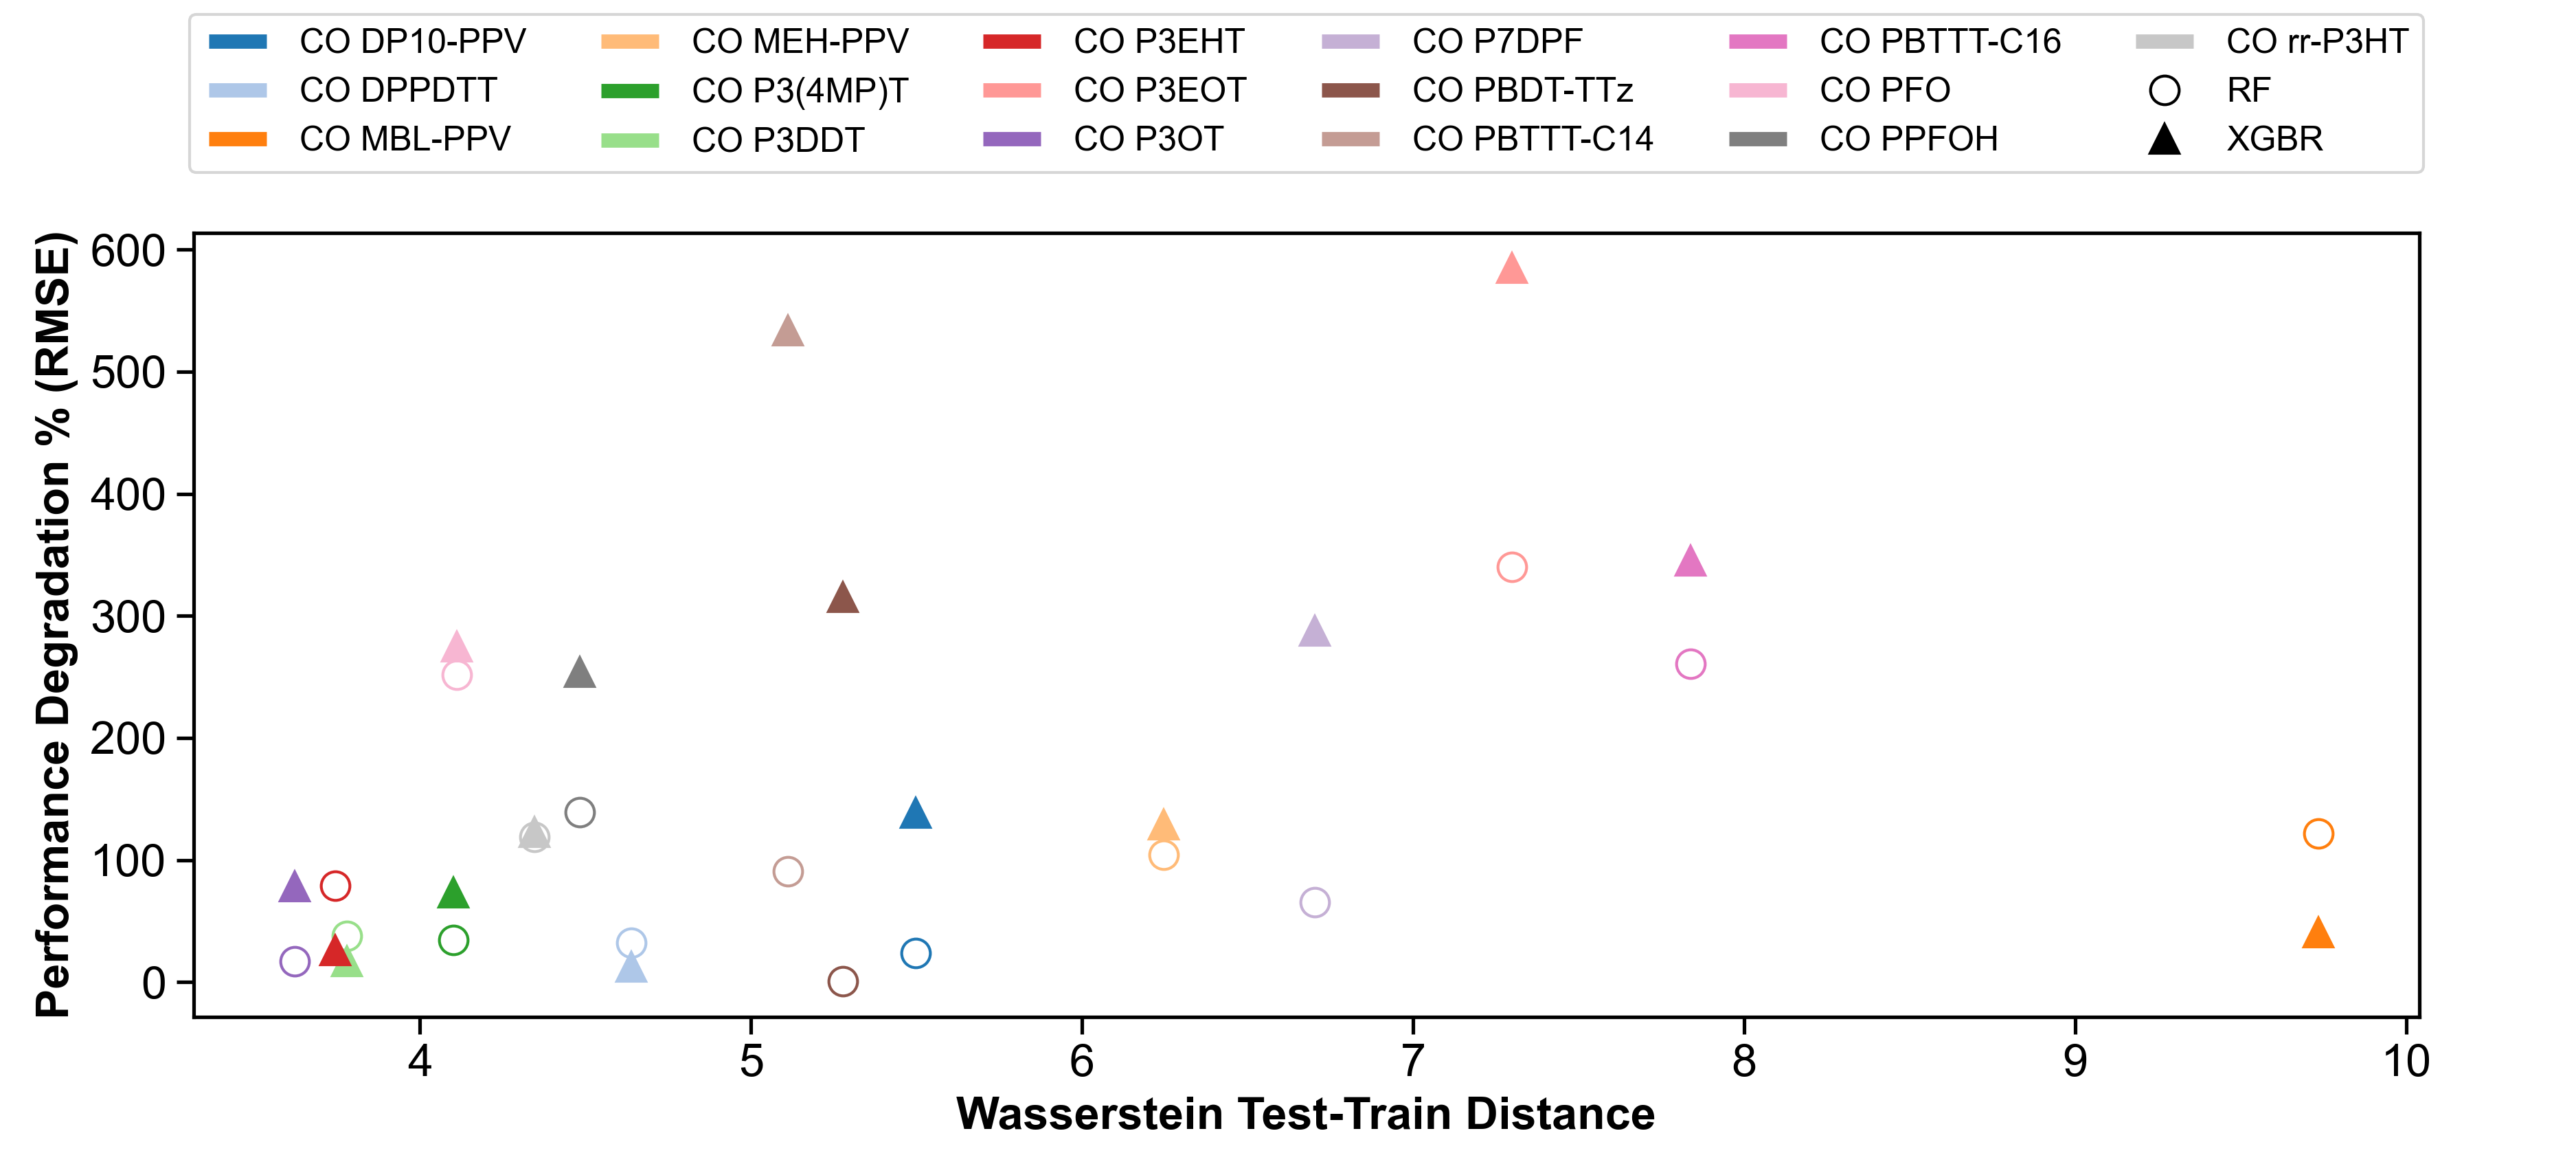 CO DP10-PPV CO MEH-PPV CO P3EHT CO P7DPF CO PBTTT-C16 CO rr-P3HT
CO DPPDTT CO P3(4MP)T CO P3EOT CO PBDT-TTz CO PFO RF
CO MBL-PPV CO P3DDT CO P3OT CO PBTTT-C14 CO PPFOH XGBR
Performance Degradation % (RMSE)
600
500
400
300
200
100
0
4 5 6 7 8 9 10
Wasserstein Test-Train Distance